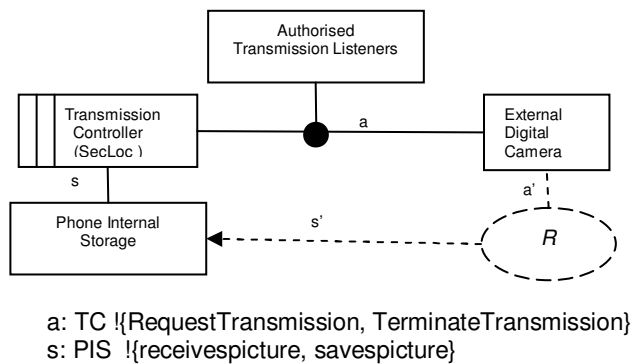 Authorised
Transmission Listeners
Transmission
Controller
(SecLoc )
a
External
Digital
Camera
s
a'
Phone Internal
Storage
s'
R
a: TC !{RequestTransmission, TerminateTransmission}
s: PIS !{receivespicture, savespicture}